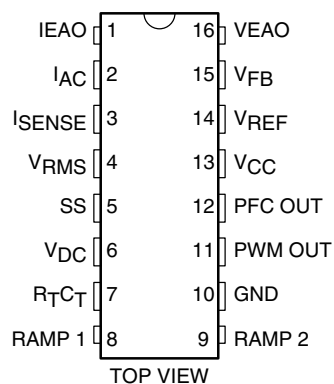 IEAO 1 16 VEAO
IAC 2 15 VFB
ISENSE 3 14 VREF
VRMS 4 13 VCC
SS 5 12 PFC OUT
VDC 6 11 PWM OUT
RTCT 7 10 GND
RAMP 1 8 9 RAMP 2
TOP VIEW